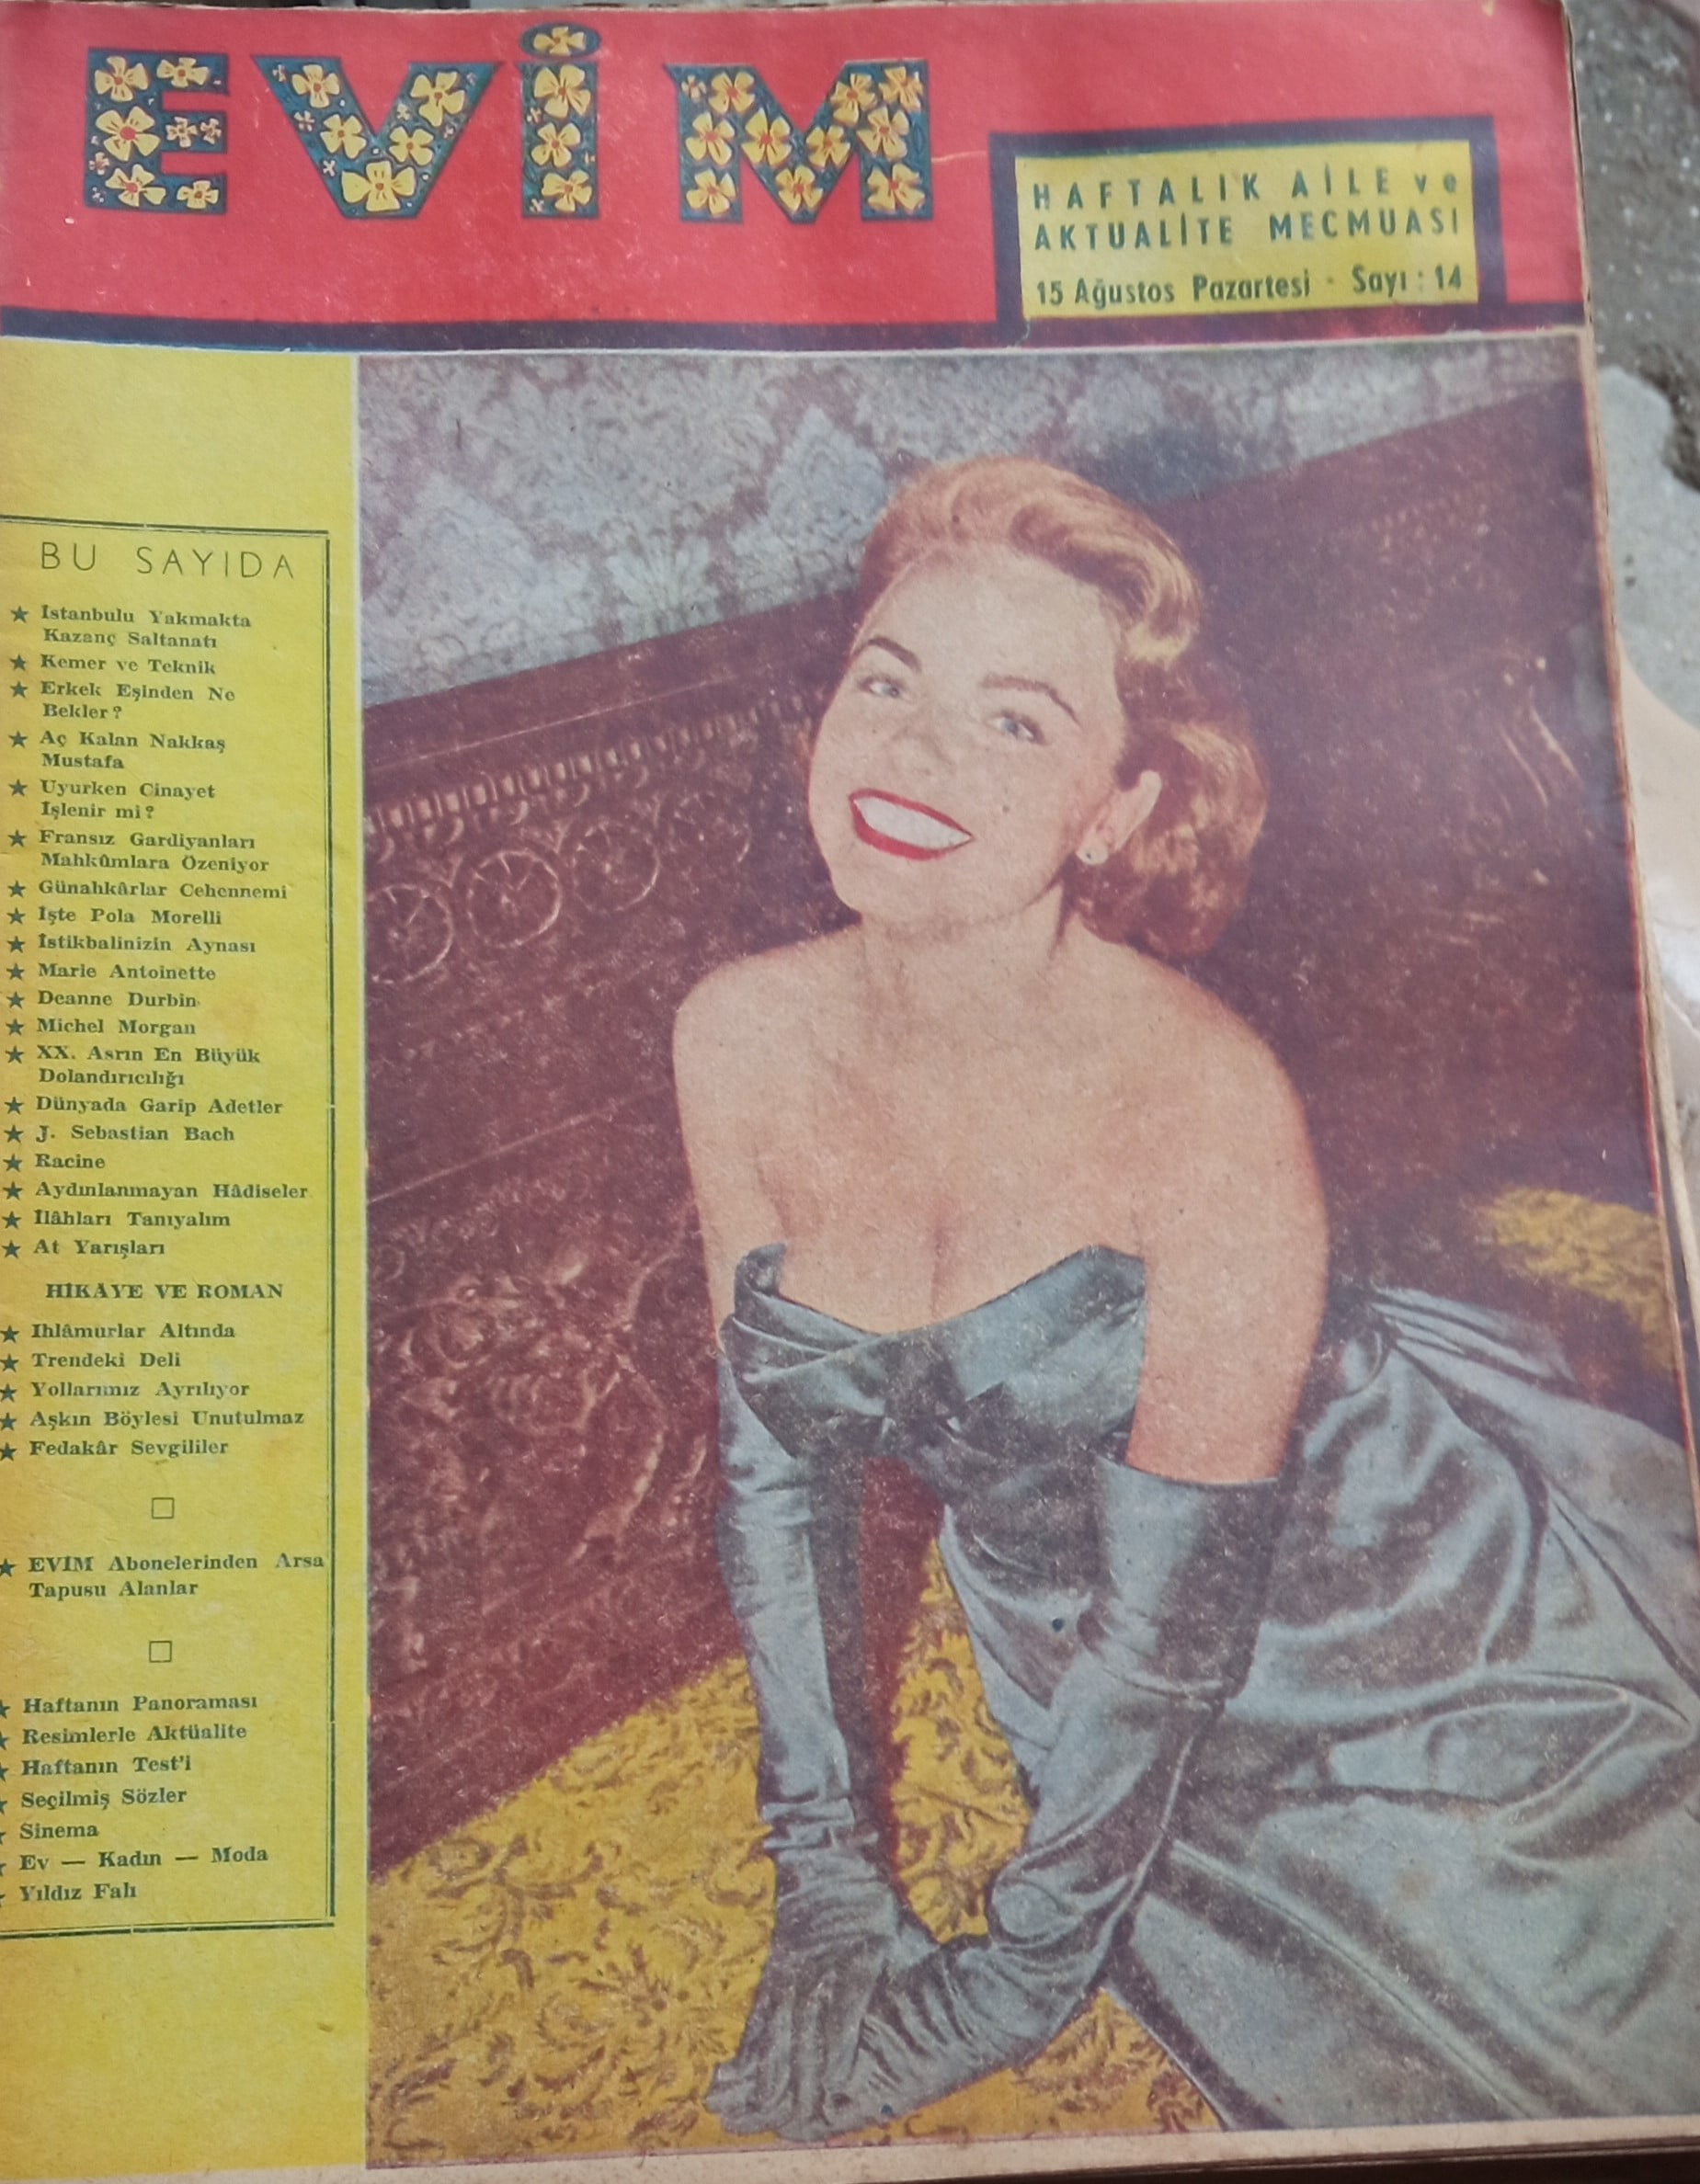 EVİM
HAFTALIK AİLE ve
AKTUALİTE MECMUASI
15 Ağustos Pazartesi - Sayı : 14
BU SAYIDA
★ İstanbulu Yakmakta
Kazanç Saltanatı
★ Kemer ve Teknik
★ Erkek Eşinden Ne
Bekler?
★ Aç Kalan Nakkaş
Mustafa
★ Uyurken Cinayet
İşlenir mi?
★ Fransız Gardiyanları
Mahkûmlara Özeniyor
★ Günahkârlar Cehennemi
★ İşte Pola Morelli
★ İstikbalinizin Aynası
★ Marie Antoinette
★ Deanne Durbin
★ Michel Morgan
★ XX. Asrın En Büyük
Dolandırıcılığı
★ Dünyada Garip Adetler
★ J. Sebastian Bach
★ Racine
★ Aydınlanmayan Hâdiseler
★ İlâhları Tanıyalım
★ At Yarışları
HİKÂYE VE ROMAN
★ Ihlâmurlar Altında
★ Trendeki Deli
★ Yollarımız Ayrılıyor
★ Aşkın Böylesi Unutulmaz
★ Fedakâr Sevgililer
★ EVİM Abonelerinden Arsa
Tapusu Alanlar
★ Haftanın Panoraması
★ Resimlerle Aktüalite
★ Haftanın Test'i
★ Seçilmiş Sözler
★ Sinema
★ Ev — Kadın — Moda
★ Yıldız Falı